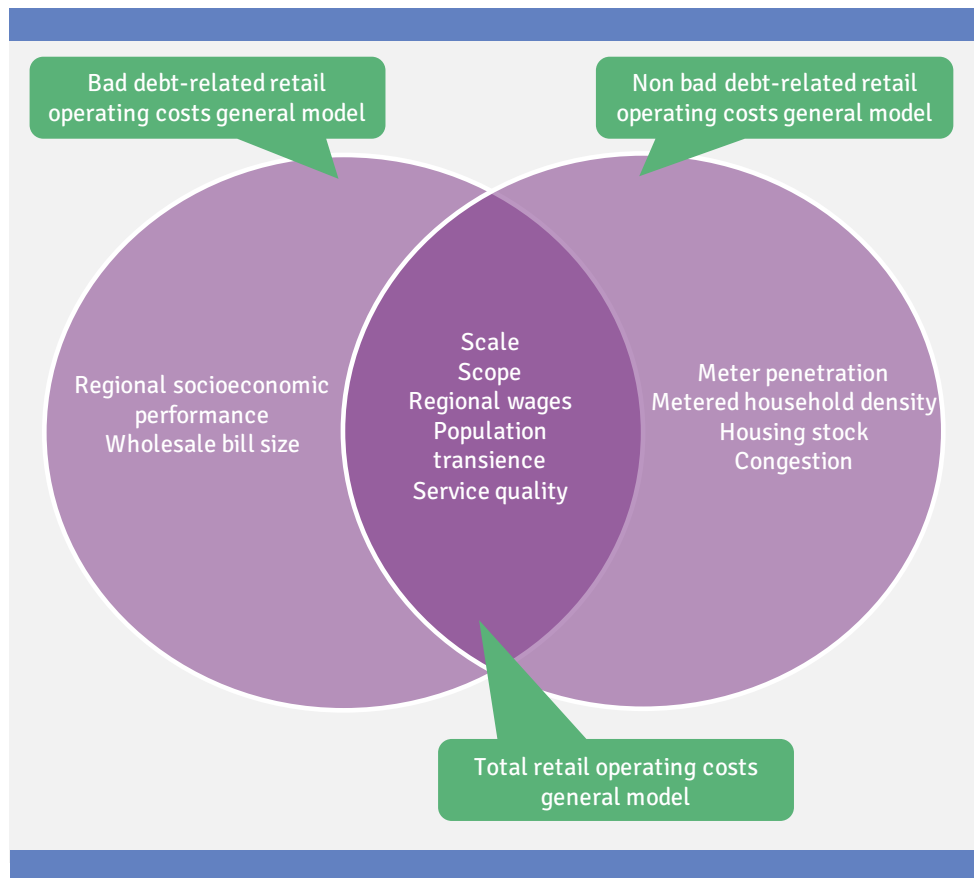 Bad debt-related retail
operating costs general model
Non bad debt-related retail
operating costs general model
Regional socioeconomic
performance
Wholesale bill size
Scale
Scope
Regional wages
Population
transience
Service quality
Meter penetration
Metered household density
Housing stock
Congestion
Total retail operating costs
general model